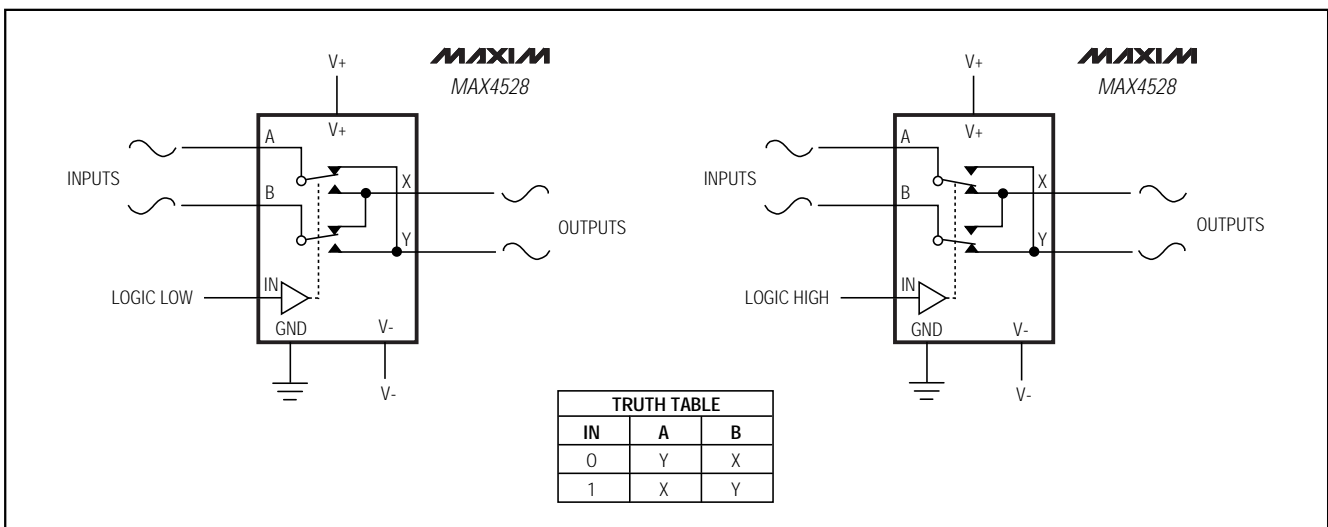 V+
MAXIM
MAX4528
V+
A
INPUTS
B
X
Y
OUTPUTS
LOGIC LOW
IN
GND
V-
V-
V+
MAXIM
MAX4528
V+
A
INPUTS
B
X
Y
OUTPUTS
LOGIC HIGH
IN
GND
V-
V-
TRUTH TABLE
IN A B
0 Y X
1 X Y